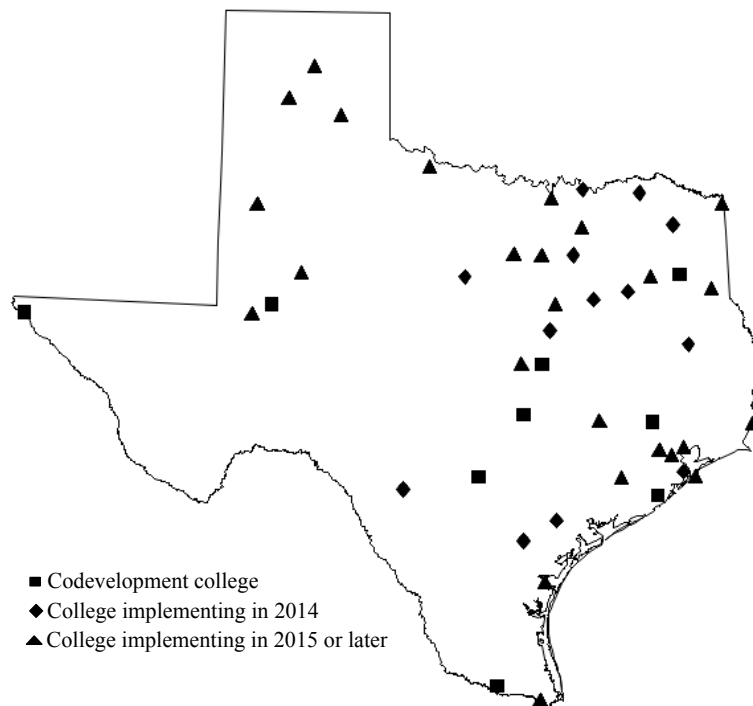 Codevelopment college
College implementing in 2014
College implementing in 2015 or later